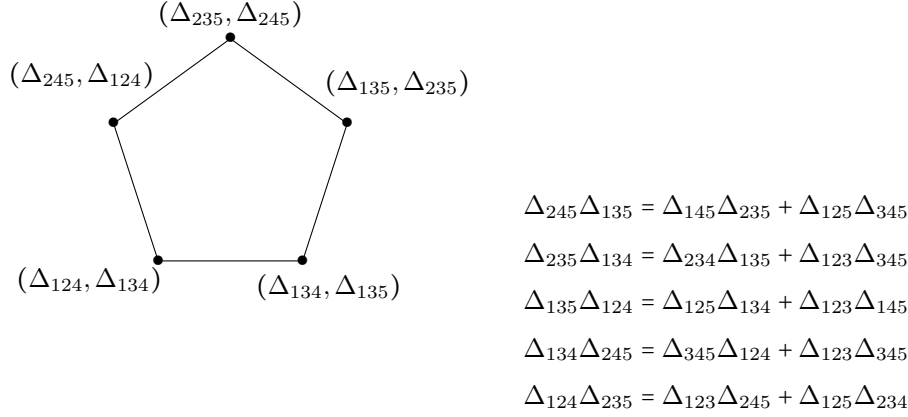 (Δ₂₃₅, Δ₂₄₅)
(Δ₂₄₅, Δ₁₂₄)
(Δ₁₃₅, Δ₂₃₅)
(Δ₁₂₄, Δ₁₃₄)
(Δ₁₃₄, Δ₁₃₅)
Δ₂₄₅Δ₁₃₅ = Δ₁₄₅Δ₂₃₅ + Δ₁₂₅Δ₃₄₅
Δ₂₃₅Δ₁₃₄ = Δ₂₃₄Δ₁₃₅ + Δ₁₂₃Δ₃₄₅
Δ₁₃₅Δ₁₂₄ = Δ₁₂₅Δ₁₃₄ + Δ₁₂₃Δ₁₄₅
Δ₁₃₄Δ₂₄₅ = Δ₃₄₅Δ₁₂₄ + Δ₁₂₃Δ₃₄₅
Δ₁₂₄Δ₂₃₅ = Δ₁₂₃Δ₂₄₅ + Δ₁₂₅Δ₂₃₄